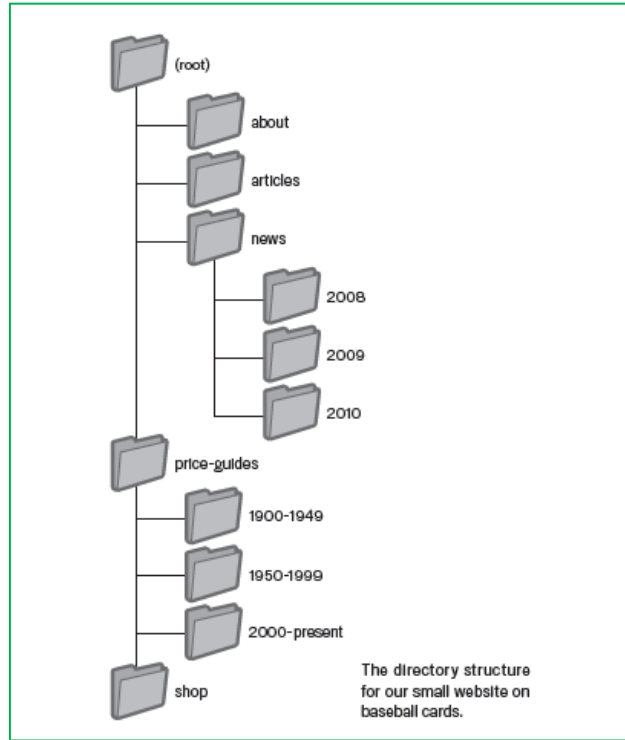 (root)
about
articles
news
2008
2009
2010
price-guides
1900-1949
1950-1999
2000-present
shop
The directory structure
for our small website on
baseball cards.